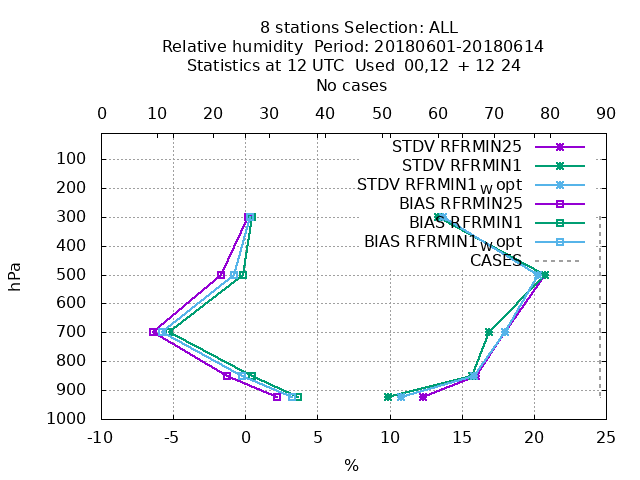 8 stations Selection: ALL
Relative humidity Period: 20180601-20180614
Statistics at 12 UTC Used 00,12 + 12 24
No cases
0 10 20 30 40 50 60 70 80 90
STDV RFRMIN25
STDV RFRMIN1
STDV RFRMIN1w opt
BIAS RFRMIN25
BIAS RFRMIN1
BIAS RFRMIN1w opt
CASES
100
200
300
400
500
600
700
800
900
1000
hPa
-10 -5 0 5 10 15 20 25
%